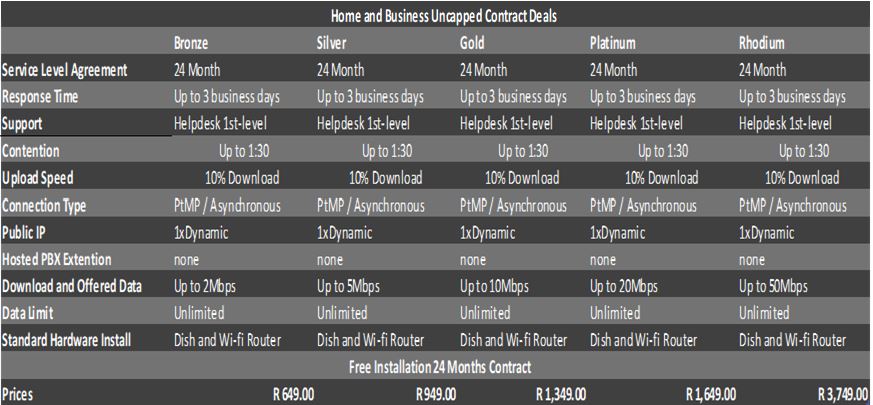 Home and Business Uncapped Contract Deals
Bronze Silver Gold Platinum Rhodium
Service Level Agreement 24 Month 24 Month 24 Month 24 Month 24 Month
Response Time Up to 3 business days Up to 3 business days Up to 3 business days Up to 3 business days Up to 3 business days
Support Helpdesk 1st-level Helpdesk 1st-level Helpdesk 1st-level Helpdesk 1st-level Helpdesk 1st-level
Contention Up to 1:30 Up to 1:30 Up to 1:30 Up to 1:30 Up to 1:30
Upload Speed 10% Download 10% Download 10% Download 10% Download 10% Download
Connection Type PtMP / Asynchronous PtMP / Asynchronous PtMP / Asynchronous PtMP / Asynchronous PtMP / Asynchronous
Public IP 1xDynamic 1xDynamic 1xDynamic 1xDynamic 1xDynamic
Hosted PBX Extention none none none none none
Download and Offered Data Up to 2Mbps Up to 5Mbps Up to 10Mbps Up to 20Mbps Up to 50Mbps
Data Limit Unlimited Unlimited Unlimited Unlimited Unlimited
Standard Hardware Install Dish and Wi-fi Router Dish and Wi-fi Router Dish and Wi-fi Router Dish and Wi-fi Router Dish and Wi-fi Router
Free Installation 24 Months Contract
Prices R 649.00 R 949.00 R 1,349.00 R 1,649.00 R 3,749.00